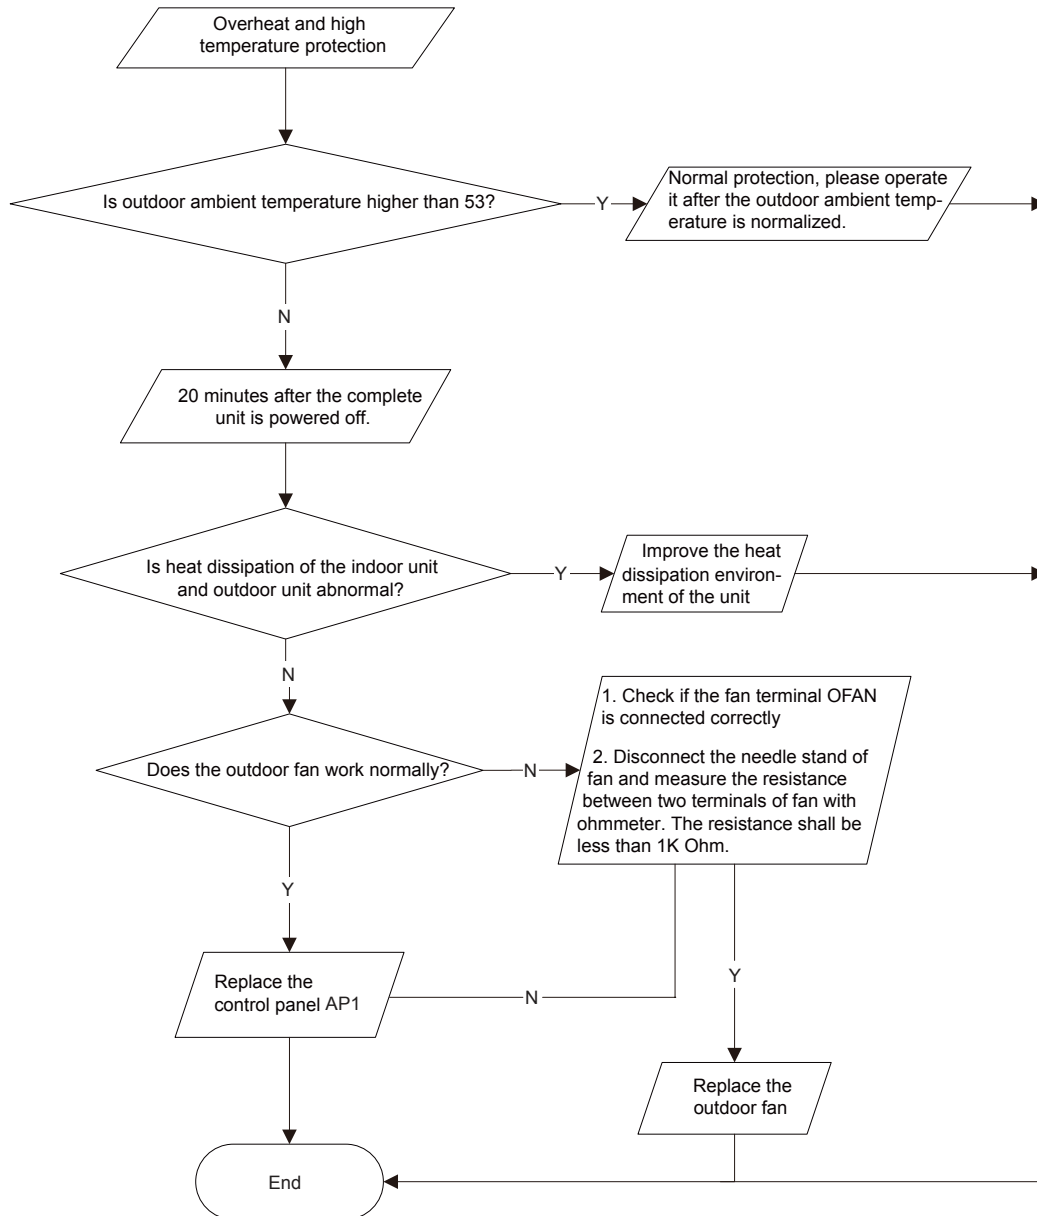 Overheat and high
temperature protection
Is outdoor ambient temperature higher than 53?
Y
Normal protection, please operate
it after the outdoor ambient temp-
erature is normalized.
N
20 minutes after the complete
unit is powered off.
Is heat dissipation of the indoor unit
and outdoor unit abnormal?
Y
Improve the heat
dissipation environ-
ment of the unit
N
1. Check if the fan terminal OFAN
is connected correctly
2. Disconnect the needle stand of
fan and measure the resistance
between two terminals of fan with
ohmmeter. The resistance shall be
less than 1K Ohm.
Does the outdoor fan work normally?
N
Y
Replace the
control panel AP1
N
Y
Replace the
outdoor fan
End